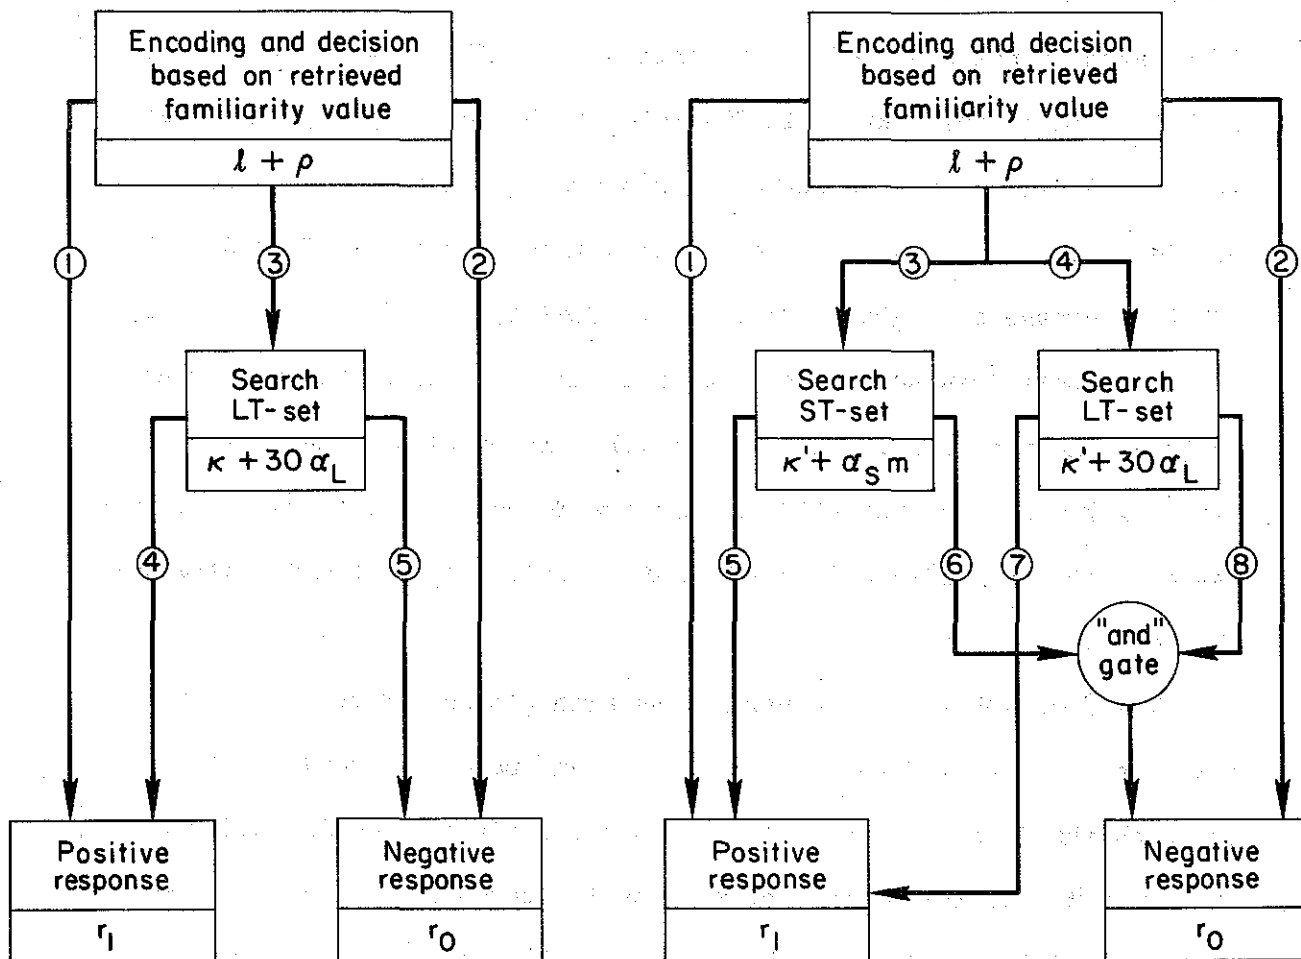 Encoding and decision
based on retrieved
familiarity value
ℓ + ρ
①
③
②
Search
LT-set
κ + 30 α_L
④
⑤
Positive
response
r_1
Negative
response
r_0
Encoding and decision
based on retrieved
familiarity value
ℓ + ρ
①
③
④
②
Search
ST-set
κ' + α_S m
Search
LT-set
κ' + 30 α_L
⑤
⑥
⑦
⑧
"and"
gate
Positive
response
r_1
Negative
response
r_0